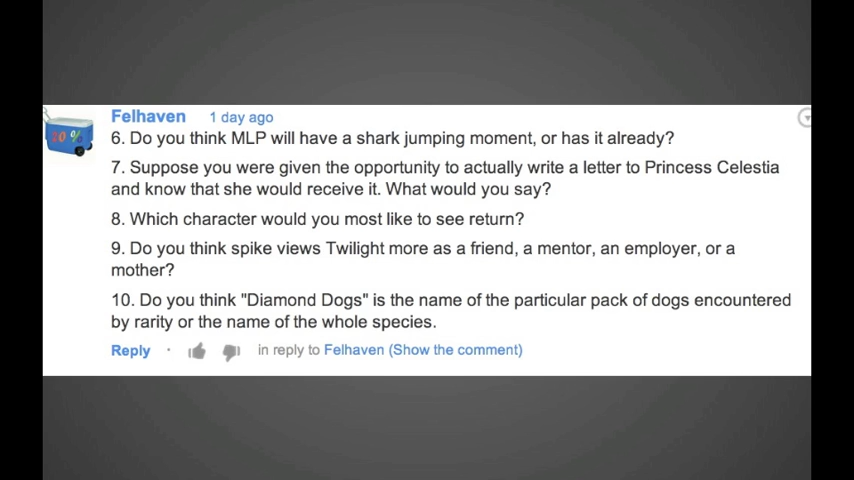 Felhaven 1 day ago
20%
6. Do you think MLP will have a shark jumping moment, or has it already?
7. Suppose you were given the opportunity to actually write a letter to Princess Celestia
and know that she would receive it. What would you say?
8. Which character would you most like to see return?
9. Do you think spike views Twilight more as a friend, a mentor, an employer, or a
mother?
10. Do you think "Diamond Dogs" is the name of the particular pack of dogs encountered
by rarity or the name of the whole species.
Reply · in reply to Felhaven (Show the comment)